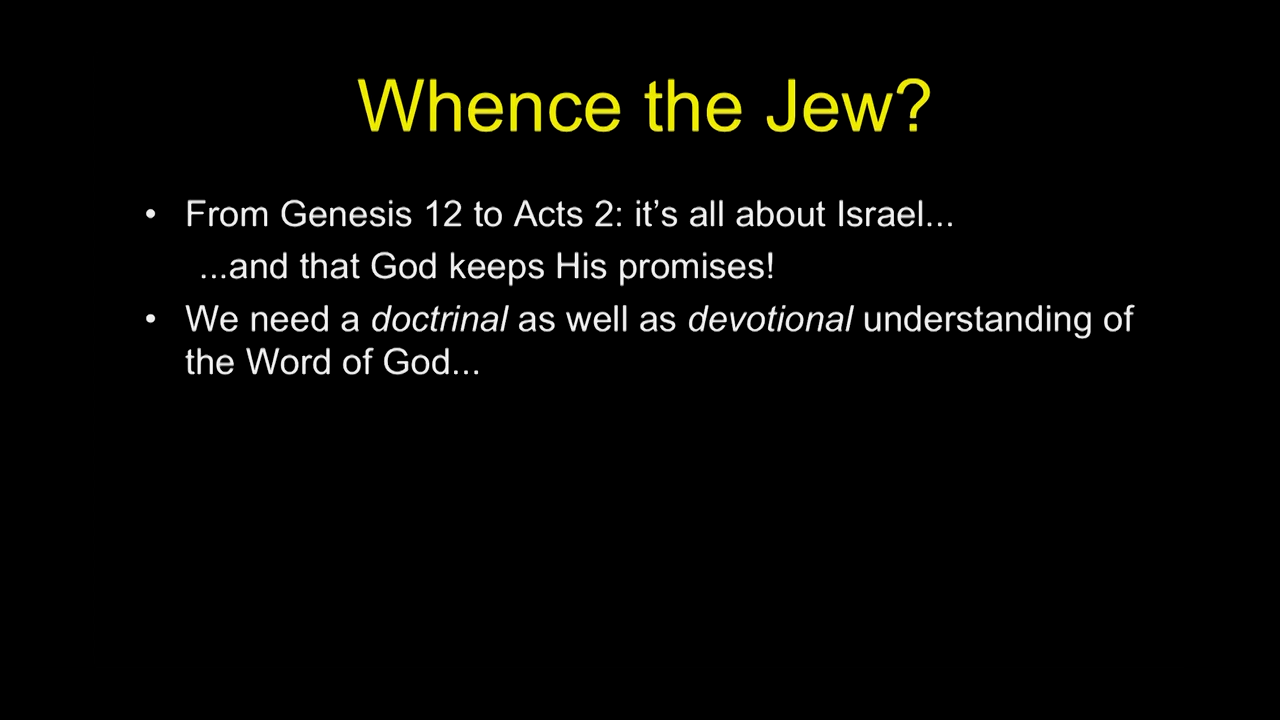 Whence the Jew?
• From Genesis 12 to Acts 2: it’s all about Israel...
...and that God keeps His promises!
• We need a doctrinal as well as devotional understanding of
the Word of God...